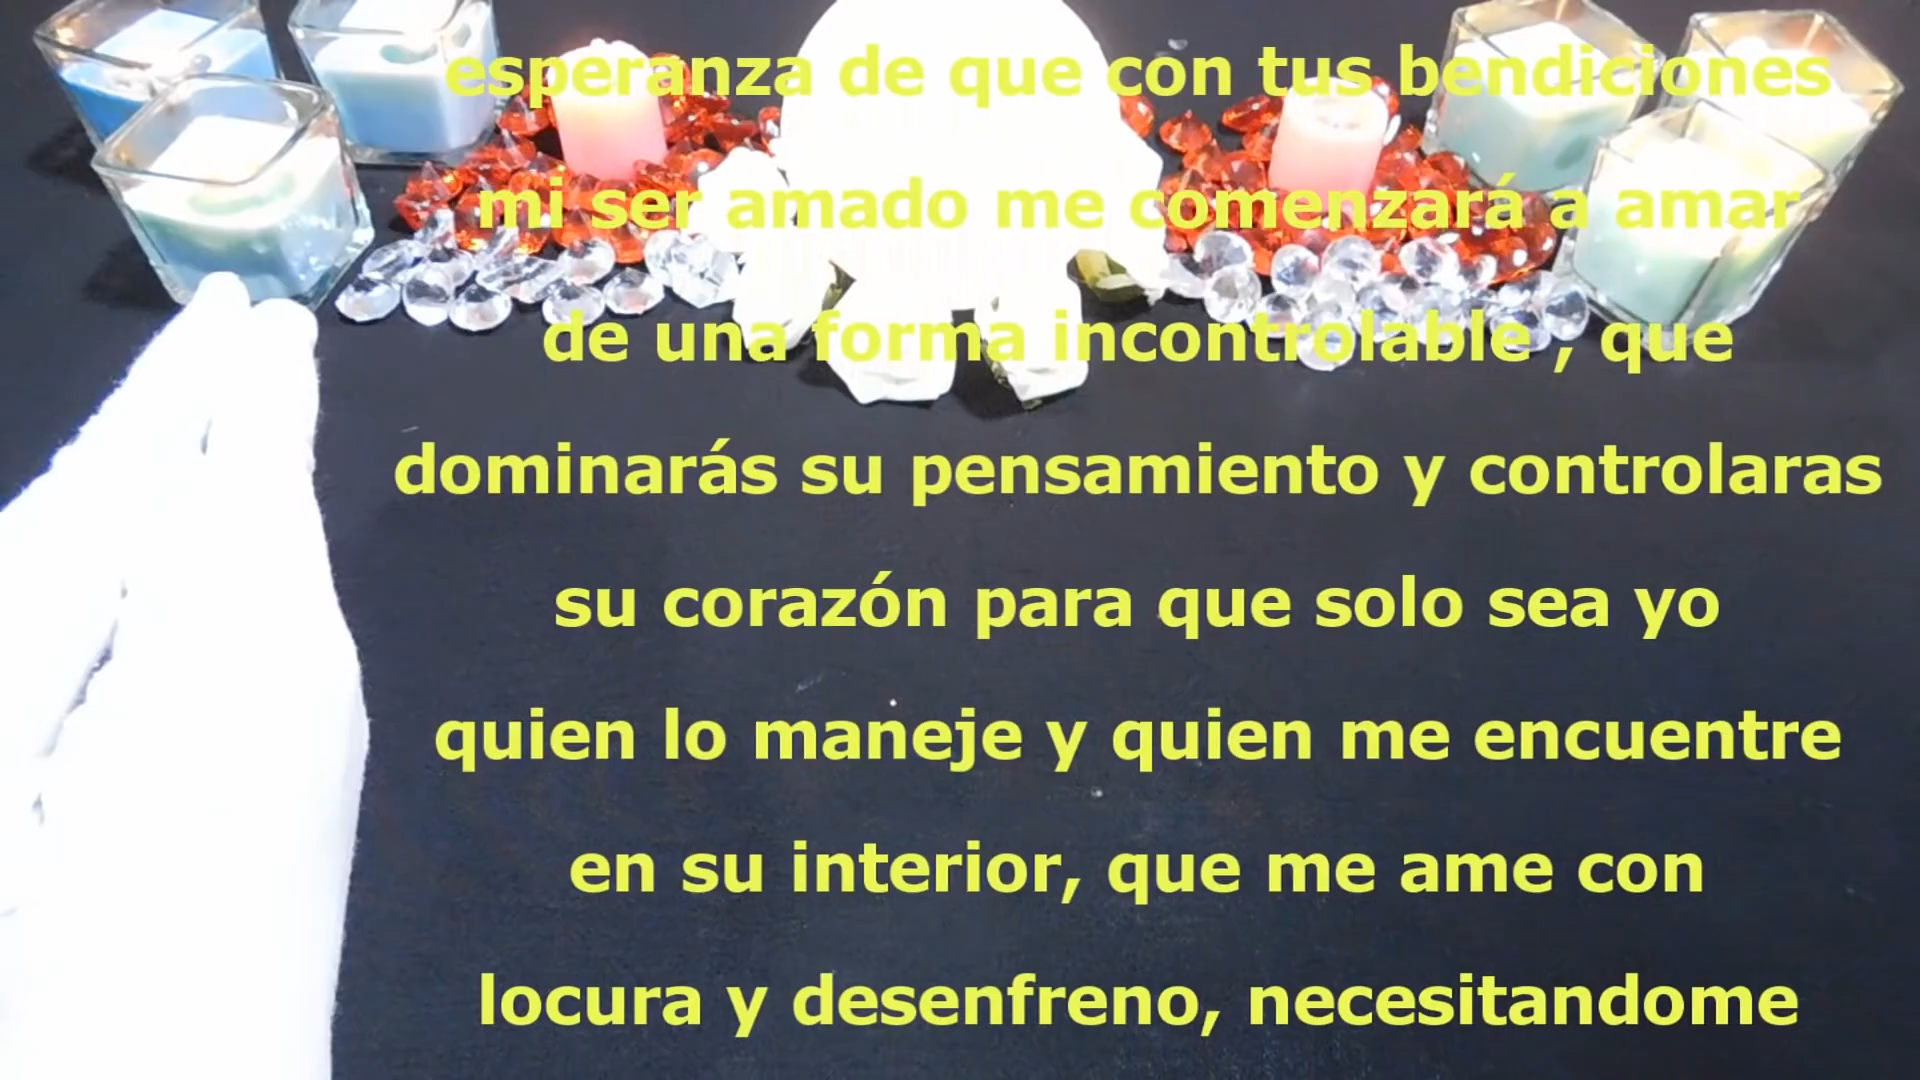 esperanza de que con tus bendiciones
mi ser amado me comenzará a amar
de una forma incontrolable , que
dominarás su pensamiento y controlaras
su corazón para que solo sea yo
quien lo maneje y quien me encuentre
en su interior, que me ame con
locura y desenfreno, necesitandome